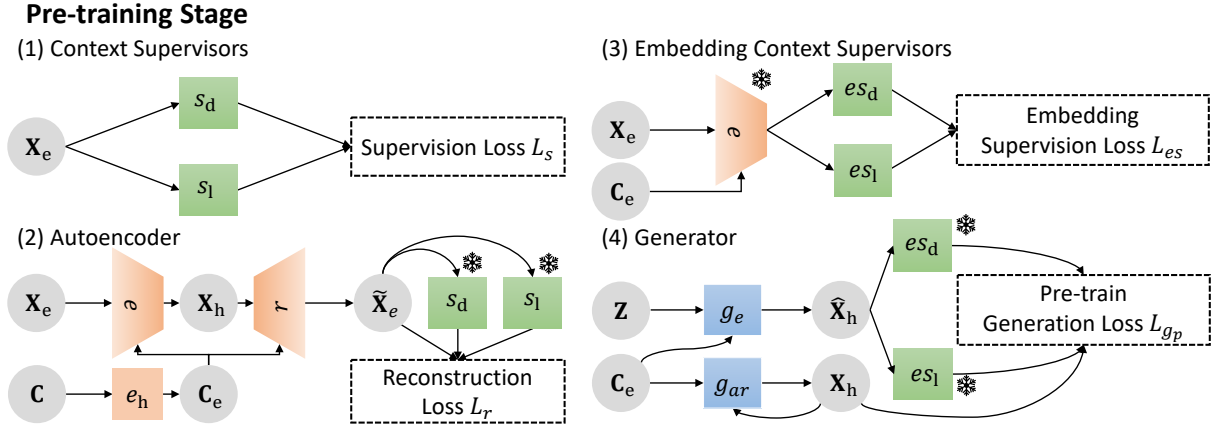 Pre-training Stage
(1) Context Supervisors
X_e
s_d
s_l
Supervision Loss L_s
(2) Autoencoder
X_e
e
X_h
r
X̃_e
s_d
s_l
C
e_h
C_e
Reconstruction
Loss L_r
(3) Embedding Context Supervisors
X_e
C_e
e
es_d
es_l
Embedding
Supervision Loss L_es
(4) Generator
Z
g_e
X̂_h
C_e
g_ar
X_h
es_d
es_l
Pre-train
Generation Loss L_g_p